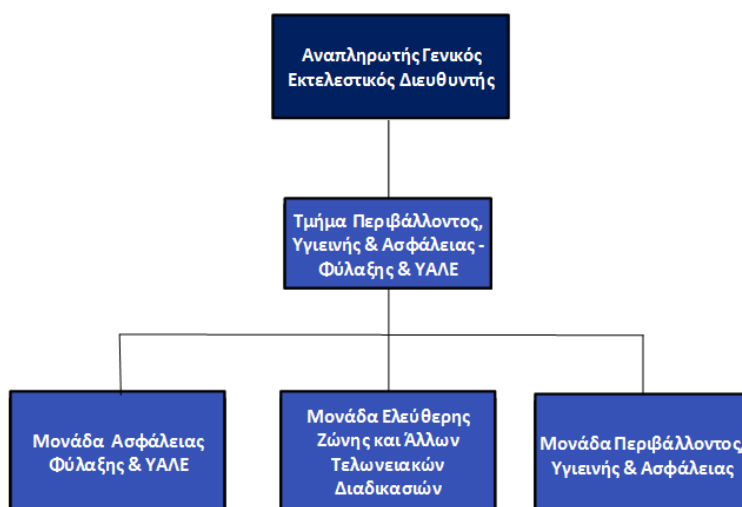 Αναπληρωτής Γενικός
Εκτελεστικός Διευθυντής
Τμήμα Περιβάλλοντος,
Υγιεινής & Ασφάλειας -
Φύλαξης & ΥΑΛΕ
Μονάδα Ασφάλειας
Φύλαξης & ΥΑΛΕ
Μονάδα Ελεύθερης
Ζώνης και Άλλων
Τελωνειακών
Διαδικασιών
Μονάδα Περιβάλλοντος,
Υγιεινής & Ασφάλειας